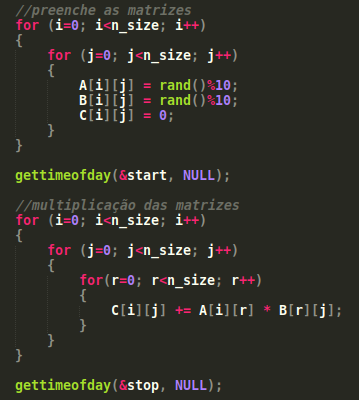 //preenche as matrizes
for (i=0; i<n_size; i++)
{
    for (j=0; j<n_size; j++)
    {
        A[i][j] = rand()%10;
        B[i][j] = rand()%10;
        C[i][j] = 0;
    }
}

gettimeofday(&start, NULL);

//multiplicação das matrizes
for (i=0; i<n_size; i++)
{
    for (j=0; j<n_size; j++)
    {
        for(r=0; r<n_size; r++)
        {
            C[i][j] += A[i][r] * B[r][j];
        }
    }
}

gettimeofday(&stop, NULL);